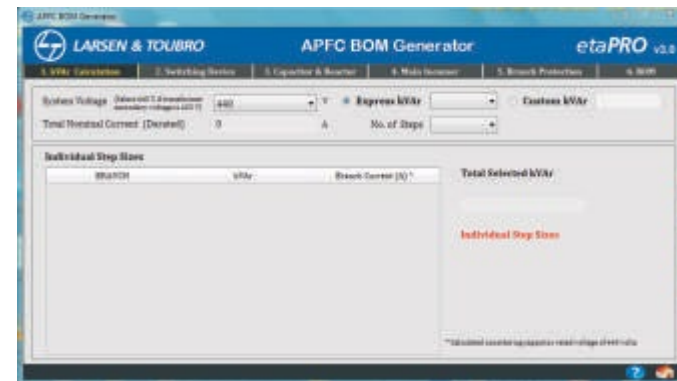 APFC BOM Generator
LARSEN & TOUBRO
APFC BOM Generator
etaPRO v3.0
1. kVAr Calculation
2. Switching Device
3. Capacitor & Reactor
4. Main Incomer
5. Branch Protection
6. BOM
System Voltage
440
V
Express kVAr
Custom kVAr
Total Nominal Current (Derated)
0
A
No. of Steps
Individual Step Sizes
BRANCH
kVAr
Branch Current (A) *
Total Selected kVAr
Individual Step Sizes